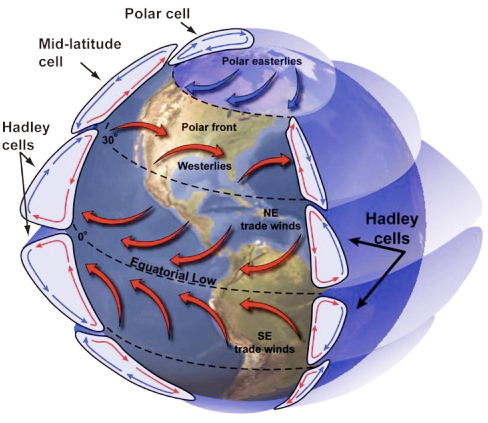 Polar cell
Mid-latitude
cell
Polar easterlies
Hadley
cells
30°
Polar front
Westerlies
NE
trade winds
Hadley
cells
0°
Equatorial Low
SE
trade winds